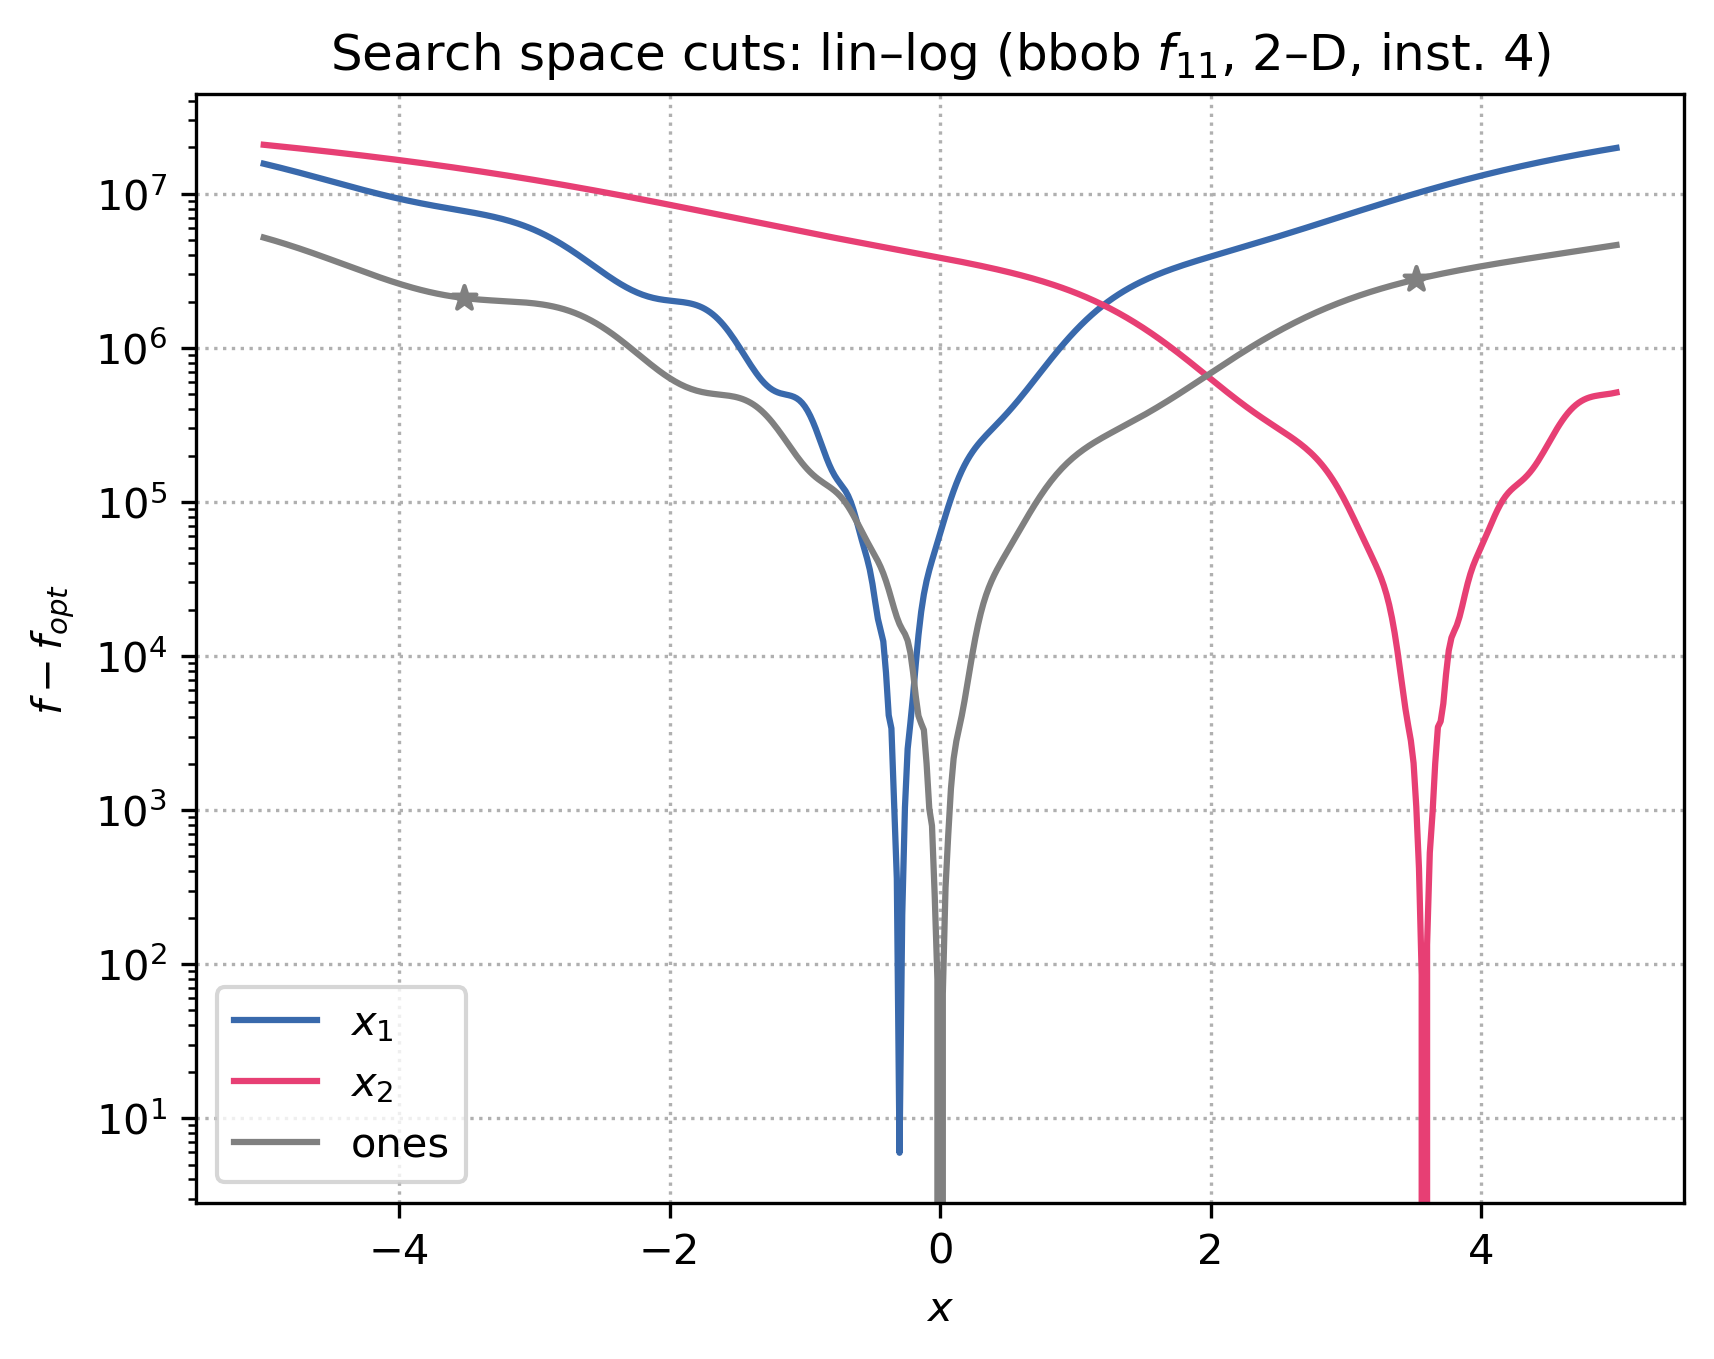 Search space cuts: lin–log (bbob f₁₁, 2–D, inst. 4)
f − f_opt
10⁷
10⁶
10⁵
10⁴
10³
10²
10¹
x₁
x₂
ones
−4 −2 0 2 4
x